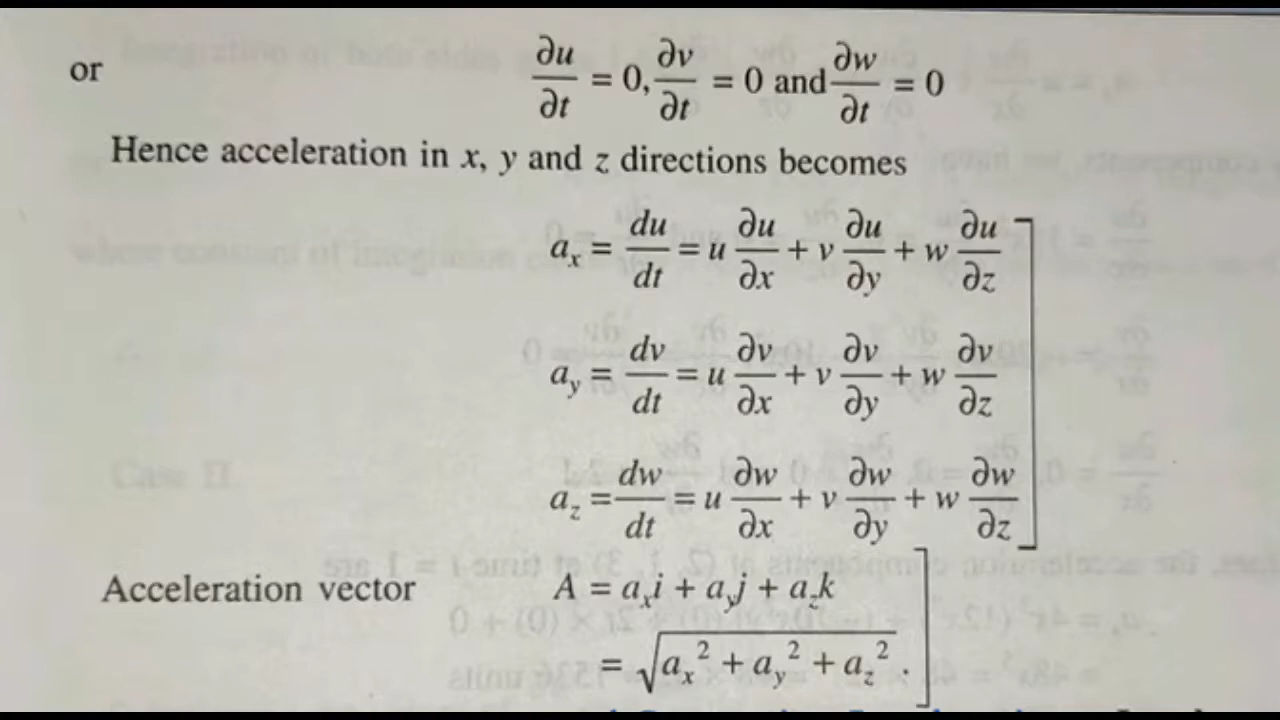 or ∂u/∂t = 0, ∂v/∂t = 0 and ∂w/∂t = 0
Hence acceleration in x, y and z directions becomes
a_x = du/dt = u ∂u/∂x + v ∂u/∂y + w ∂u/∂z
a_y = dv/dt = u ∂v/∂x + v ∂v/∂y + w ∂v/∂z
a_z = dw/dt = u ∂w/∂x + v ∂w/∂y + w ∂w/∂z
Acceleration vector A = a_x i + a_y j + a_z k
= √(a_x² + a_y² + a_z²) .